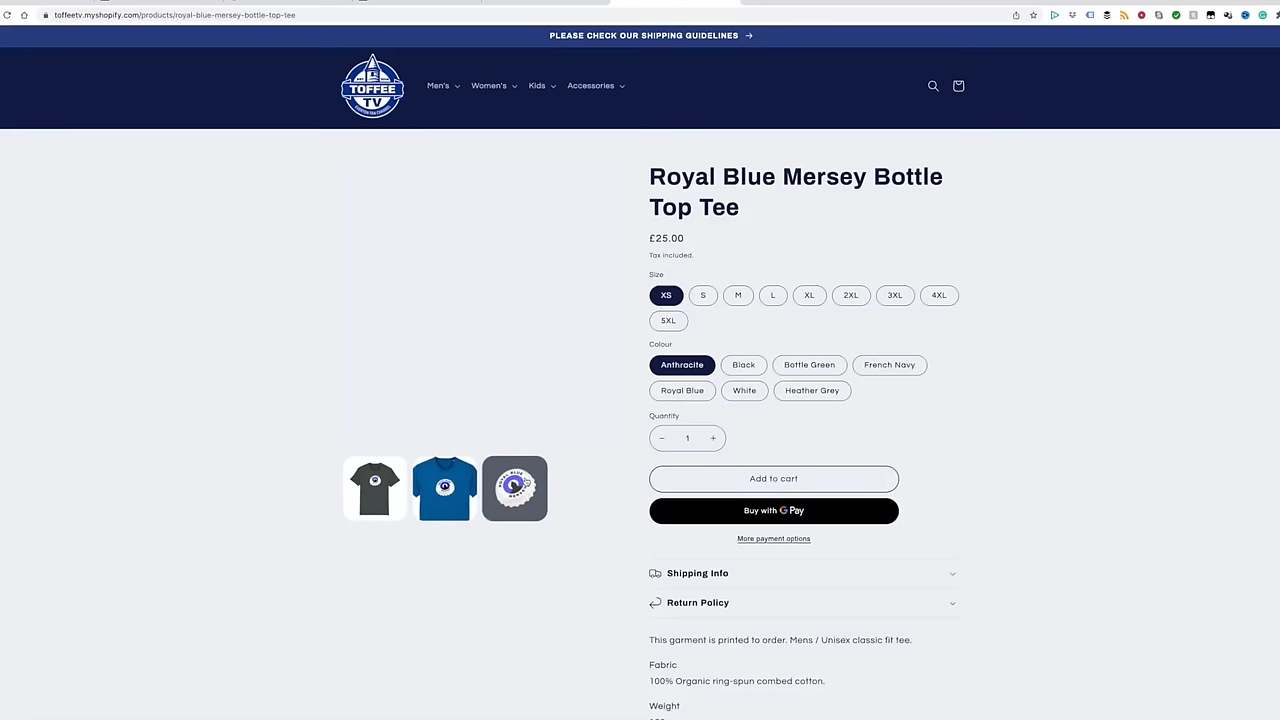 toffeetv.myshopify.com/products/royal-blue-mersey-bottle-top-tee
PLEASE CHECK OUR SHIPPING GUIDELINES →
TOFFEE
TV
Men's
Women's
Kids
Accessories
Royal Blue Mersey Bottle
Top Tee
£25.00
Tax included.
Size
XS S M L XL 2XL 3XL 4XL
5XL
Colour
Anthracite Black Bottle Green French Navy
Royal Blue White Heather Grey
Quantity
− 1 +
ROYAL BLUE
MERSEY
Add to cart
Buy with G Pay
More payment options
Shipping Info
Return Policy
This garment is printed to order. Mens / Unisex classic fit tee.
Fabric
100% Organic ring-spun combed cotton.
Weight